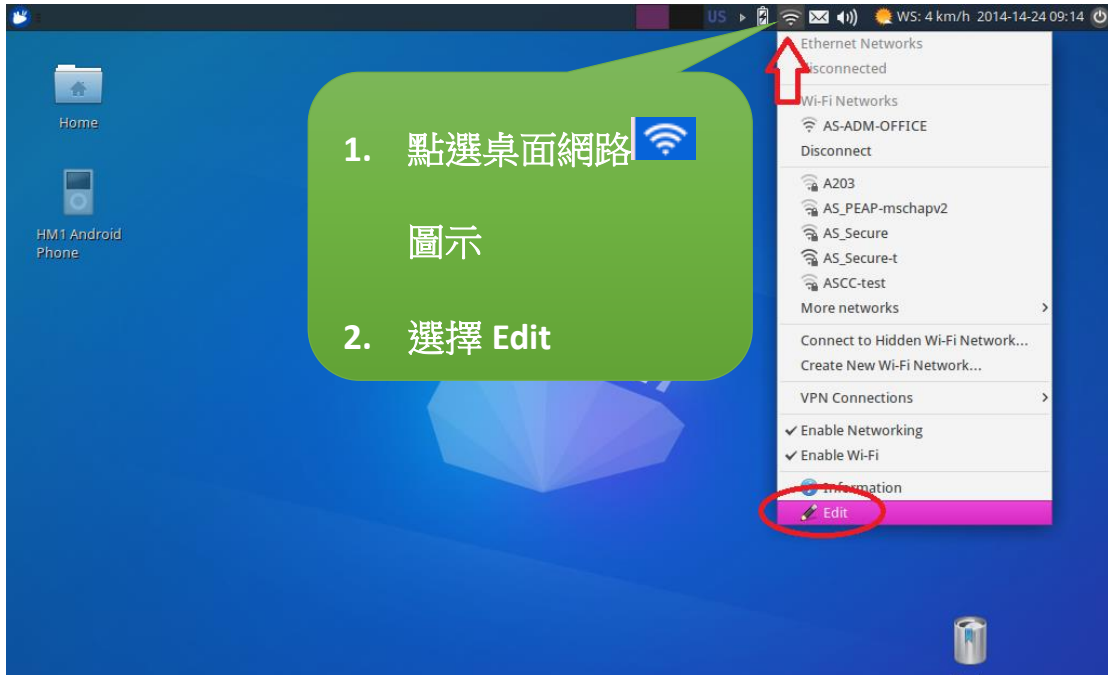 US WS: 4 km/h 2014-14-24 09:14
Home
HM1 Android
Phone
1. 點選桌面網路
圖示
2. 選擇 Edit
Ethernet Networks
Disconnected
Wi-Fi Networks
AS-ADM-OFFICE
Disconnect
A203
AS_PEAP-mschapv2
AS_Secure
AS_Secure-t
ASCC-test
More networks
Connect to Hidden Wi-Fi Network...
Create New Wi-Fi Network...
VPN Connections
Enable Networking
Enable Wi-Fi
Information
Edit